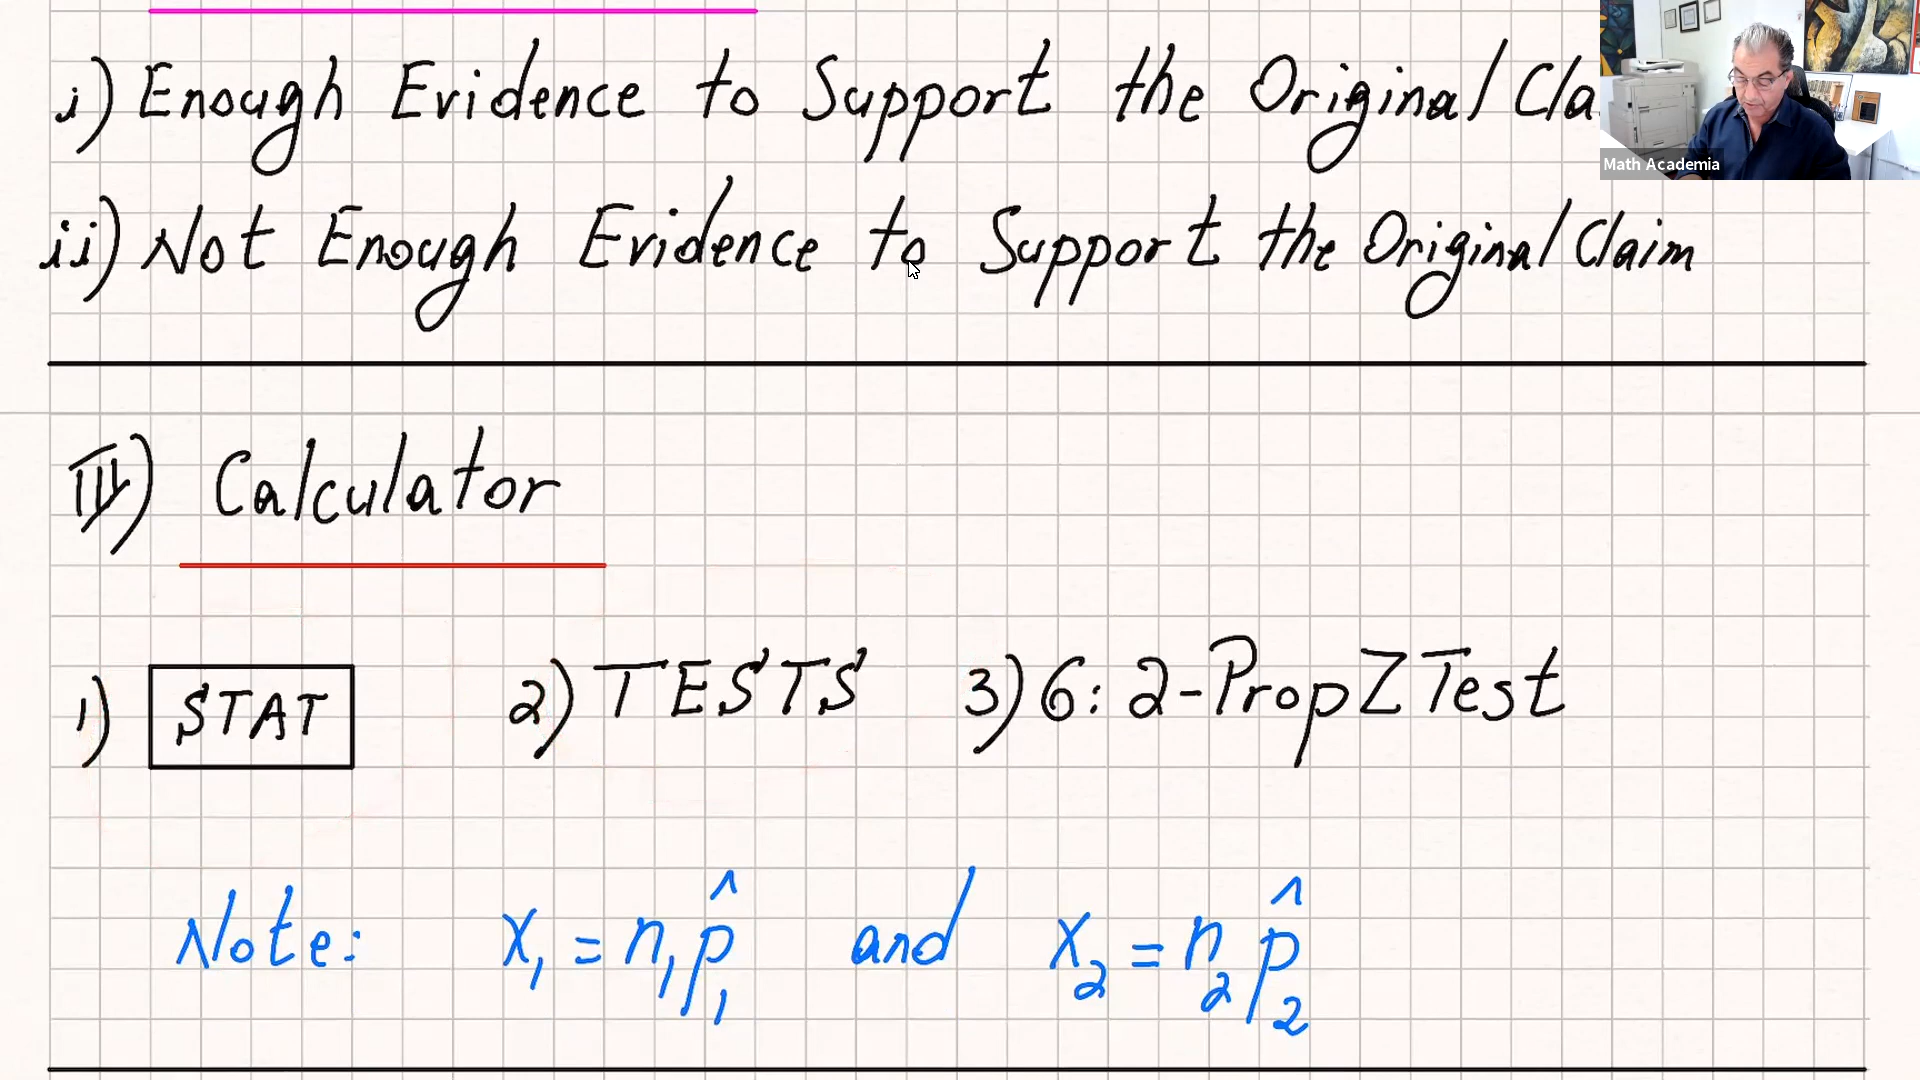 i) Enough Evidence to Support the Original Cla
Math Academia
ii) Not Enough Evidence to Support the Original Claim
III) Calculator
1) STAT 2) TESTS 3) 6: 2-PropZTest
Note: x₁ = n₁p̂₁ and x₂ = n₂p̂₂